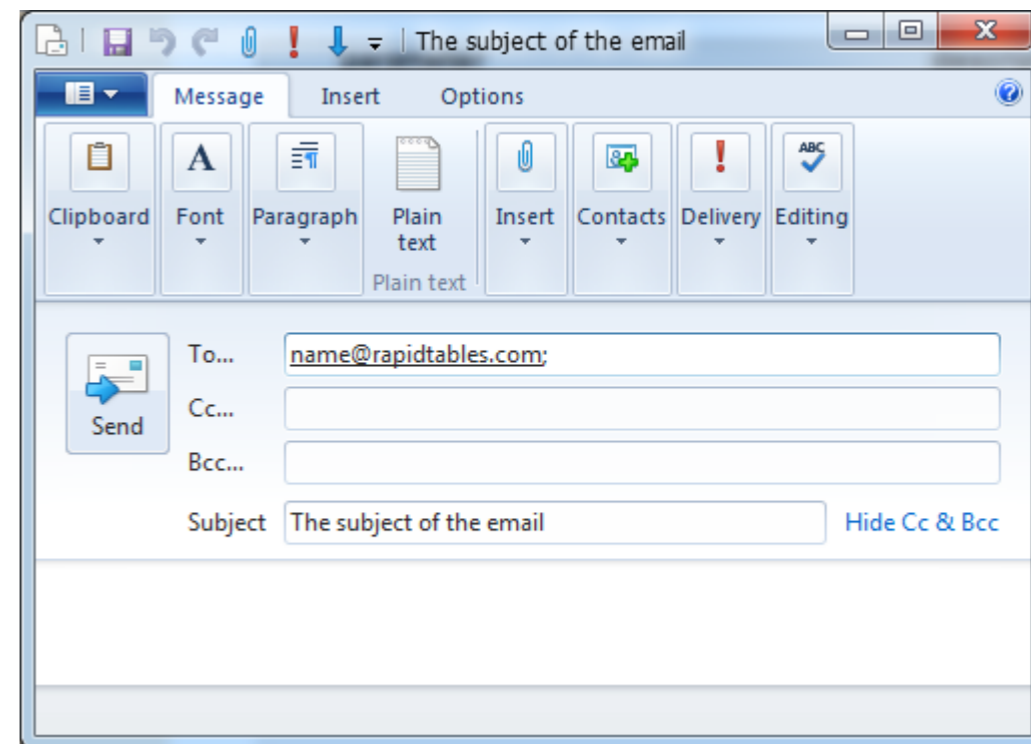 The subject of the email
Message Insert Options
ABC
Clipboard Font Paragraph Plain text Insert Contacts Delivery Editing
Plain text
To... name@rapidtables.com;
Cc...
Send
Bcc...
Subject The subject of the email Hide Cc & Bcc